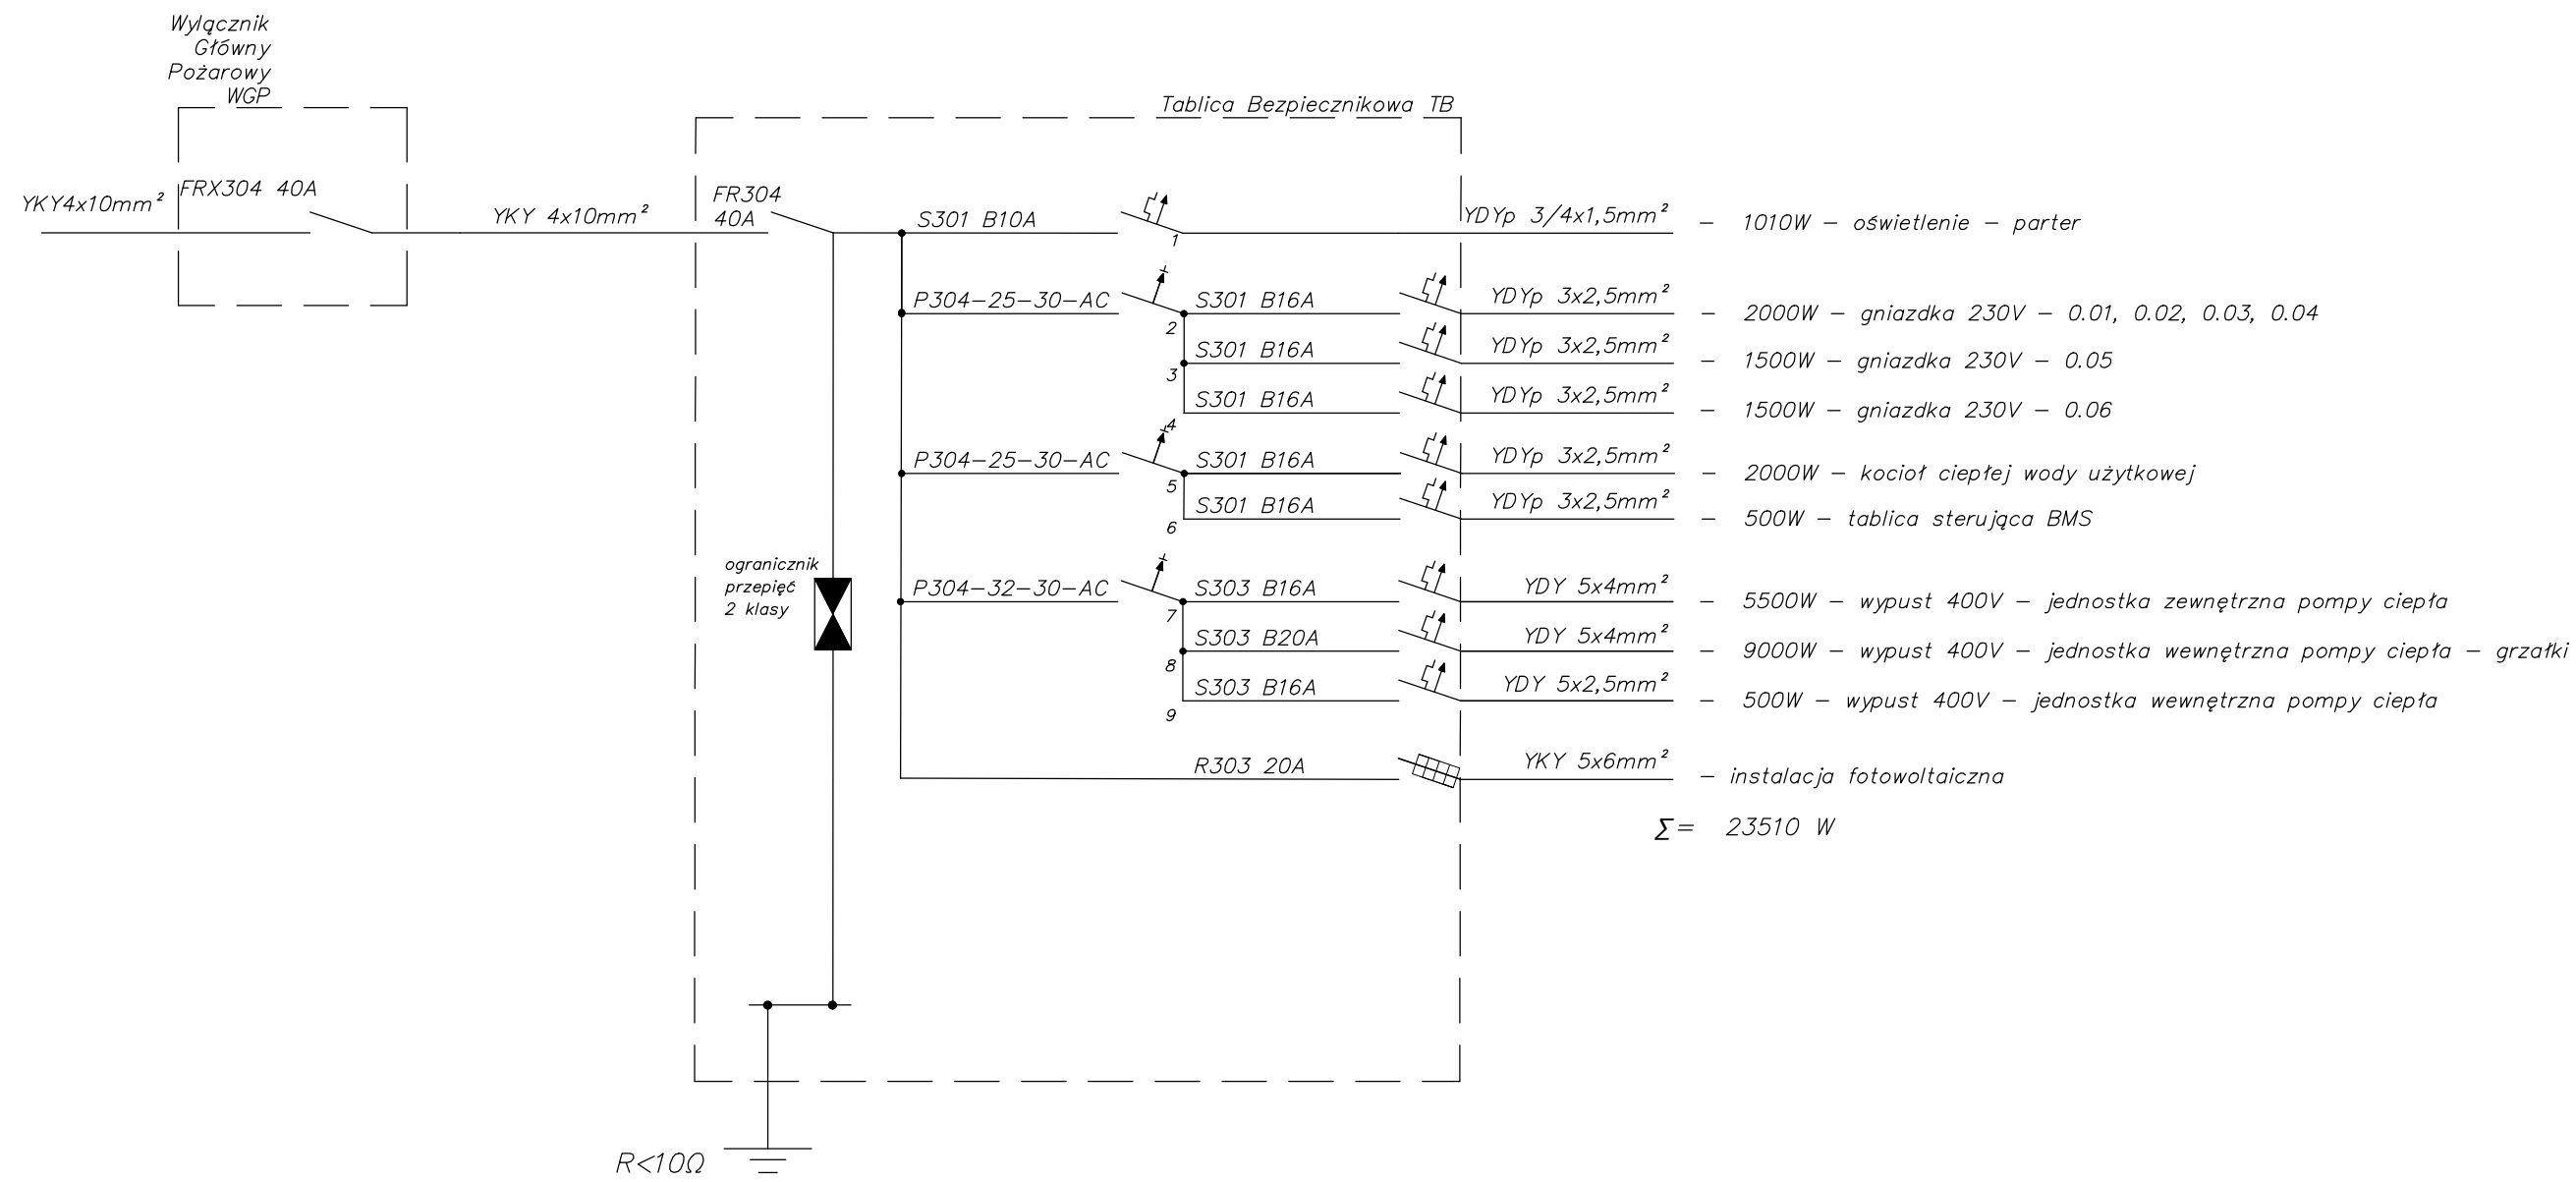 Wyłącznik
Główny
Pożarowy
WGP
YKY4x10mm²
FRX304 40A
YKY 4x10mm²
Tablica Bezpiecznikowa TB
FR304
40A
S301 B10A
1
YDYp 3/4x1,5mm²
- 1010W - oświetlenie - parter
P304-25-30-AC
2
S301 B16A
YDYp 3x2,5mm²
- 2000W - gniazdka 230V - 0.01, 0.02, 0.03, 0.04
3
S301 B16A
YDYp 3x2,5mm²
- 1500W - gniazdka 230V - 0.05
4
S301 B16A
YDYp 3x2,5mm²
- 1500W - gniazdka 230V - 0.06
P304-25-30-AC
5
S301 B16A
YDYp 3x2,5mm²
- 2000W - kocioł ciepłej wody użytkowej
6
S301 B16A
YDYp 3x2,5mm²
- 500W - tablica sterująca BMS
ogranicznik
przepięć
2 klasy
P304-32-30-AC
7
S303 B16A
YDY 5x4mm²
- 5500W - wypust 400V - jednostka zewnętrzna pompy ciepła
8
S303 B20A
YDY 5x4mm²
- 9000W - wypust 400V - jednostka wewnętrzna pompy ciepła - grzałki
9
S303 B16A
YDY 5x2,5mm²
- 500W - wypust 400V - jednostka wewnętrzna pompy ciepła
R303 20A
YKY 5x6mm²
- instalacja fotowoltaiczna
Σ= 23510 W
R<10Ω